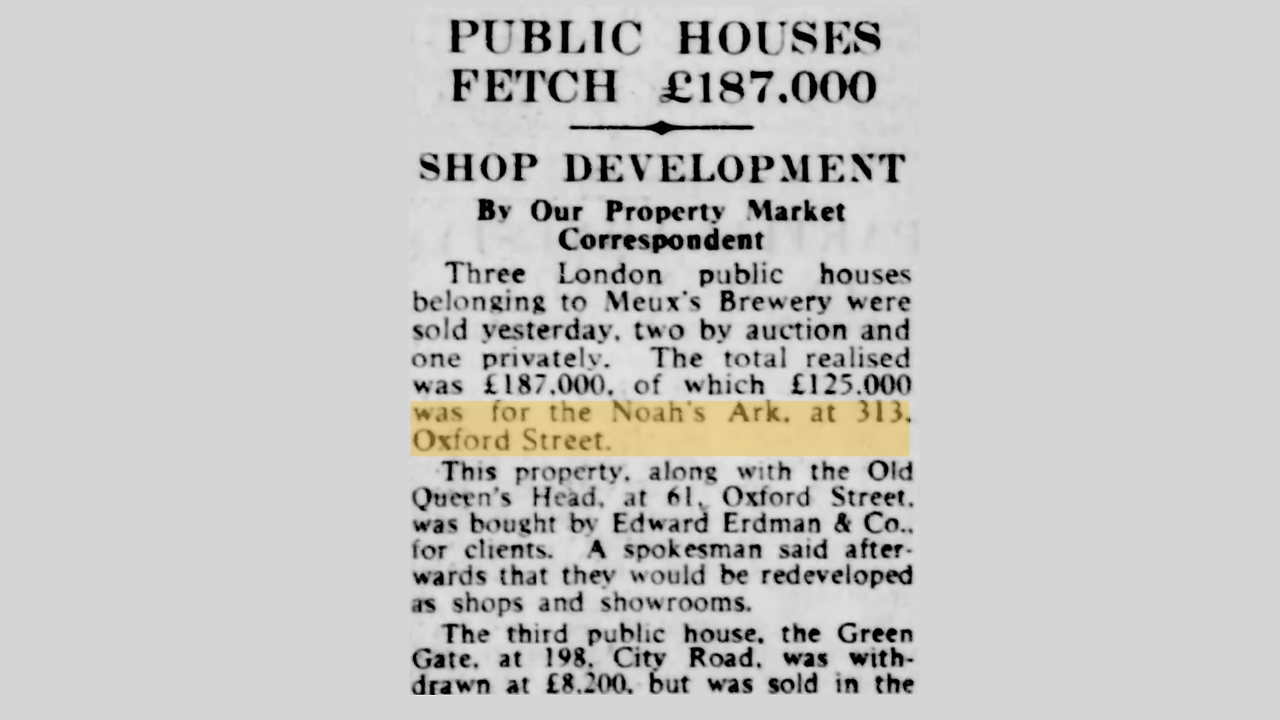 PUBLIC HOUSES
FETCH £187,000
SHOP DEVELOPMENT
By Our Property Market
Correspondent
Three London public houses
belonging to Meux's Brewery were
sold yesterday, two by auction and
one privately. The total realised
was £187,000, of which £125,000
was for the Noah's Ark, at 313,
Oxford Street.
This property, along with the Old
Queen's Head, at 61, Oxford Street,
was bought by Edward Erdman & Co.,
for clients. A spokesman said after-
wards that they would be redeveloped
as shops and showrooms.
The third public house, the Green
Gate, at 198, City Road, was with-
drawn at £8,200, but was sold in the